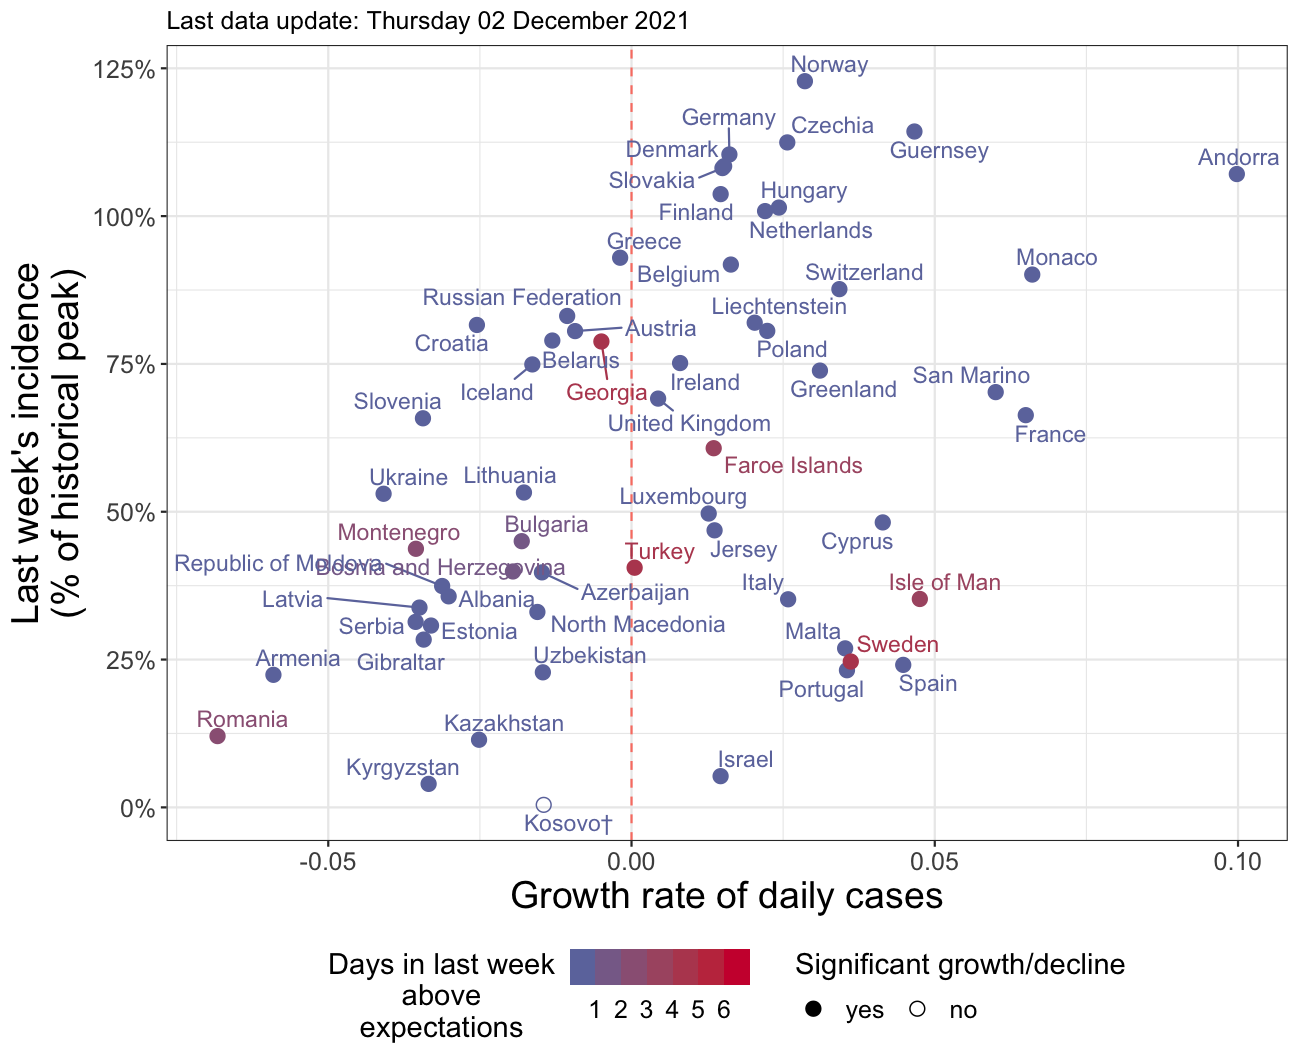 Last data update: Thursday 02 December 2021
125%
100%
75%
50%
25%
0%
Last week's incidence
(% of historical peak)
Norway
Germany
Czechia
Denmark
Guernsey
Andorra
Slovakia
Hungary
Finland
Netherlands
Greece
Monaco
Belgium
Switzerland
Russian Federation
Liechtenstein
Austria
Croatia
Poland
Belarus
San Marino
Ireland
Iceland
Georgia
Greenland
Slovenia
United Kingdom
France
Faroe Islands
Ukraine
Lithuania
Luxembourg
Bulgaria
Montenegro
Cyprus
Jersey
Turkey
Republic of Moldova
Bosnia and Herzegovina
Italy
Isle of Man
Azerbaijan
Latvia
Albania
North Macedonia
Serbia
Estonia
Malta
Sweden
Armenia
Gibraltar
Uzbekistan
Spain
Portugal
Romania
Kazakhstan
Israel
Kyrgyzstan
Kosovo†
-0.05
0.00
0.05
0.10
Growth rate of daily cases
Days in last week
above
expectations
1 2 3 4 5 6
Significant growth/decline
yes
no